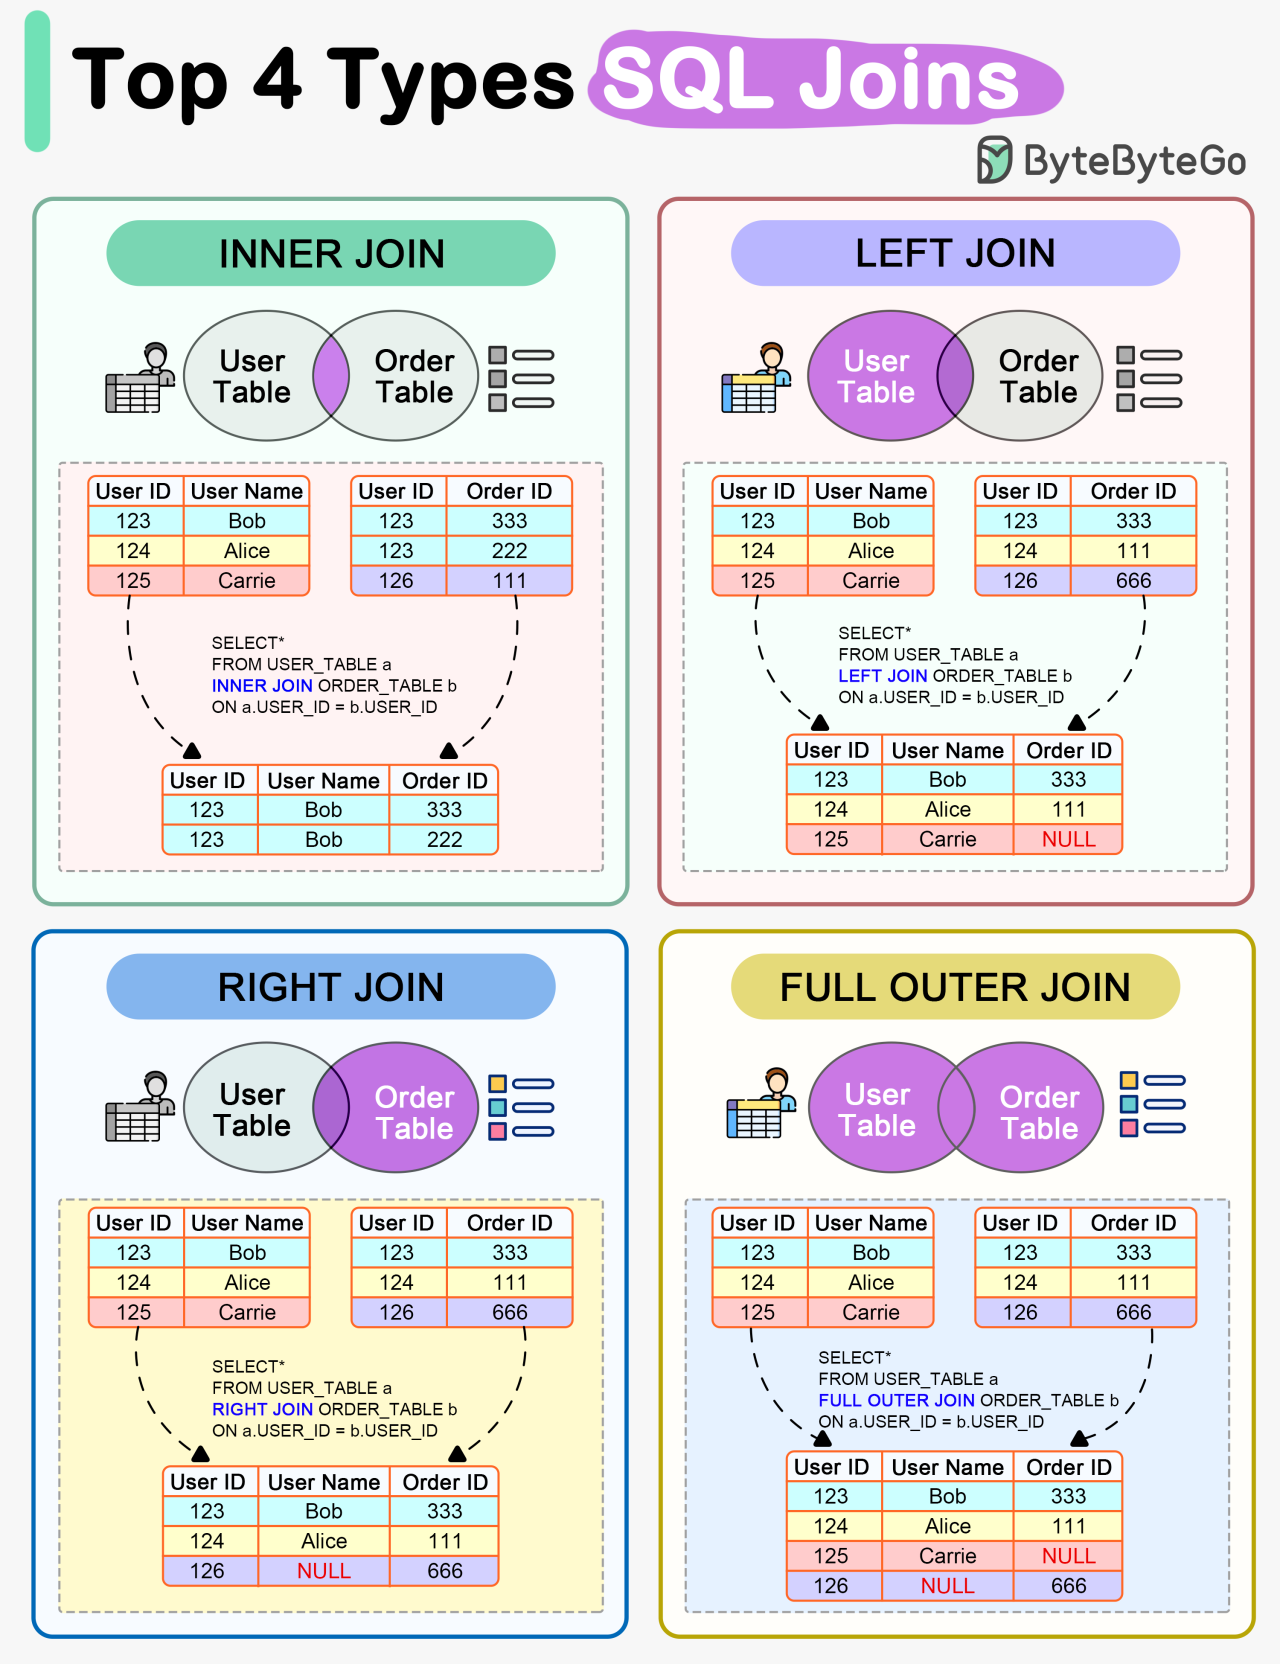 Top 4 Types SQL Joins
ByteByteGo
INNER JOIN
User Table
Order Table
User ID User Name
123 Bob
124 Alice
125 Carrie
User ID Order ID
123 333
123 222
126 111
SELECT*
FROM USER_TABLE a
INNER JOIN ORDER_TABLE b
ON a.USER_ID = b.USER_ID
User ID User Name Order ID
123 Bob 333
123 Bob 222
LEFT JOIN
User Table
Order Table
User ID User Name
123 Bob
124 Alice
125 Carrie
User ID Order ID
123 333
124 111
126 666
SELECT*
FROM USER_TABLE a
LEFT JOIN ORDER_TABLE b
ON a.USER_ID = b.USER_ID
User ID User Name Order ID
123 Bob 333
124 Alice 111
125 Carrie NULL
RIGHT JOIN
User Table
Order Table
User ID User Name
123 Bob
124 Alice
125 Carrie
User ID Order ID
123 333
124 111
126 666
SELECT*
FROM USER_TABLE a
RIGHT JOIN ORDER_TABLE b
ON a.USER_ID = b.USER_ID
User ID User Name Order ID
123 Bob 333
124 Alice 111
126 NULL 666
FULL OUTER JOIN
User Table
Order Table
User ID User Name
123 Bob
124 Alice
125 Carrie
User ID Order ID
123 333
124 111
126 666
SELECT*
FROM USER_TABLE a
FULL OUTER JOIN ORDER_TABLE b
ON a.USER_ID = b.USER_ID
User ID User Name Order ID
123 Bob 333
124 Alice 111
125 Carrie NULL
126 NULL 666